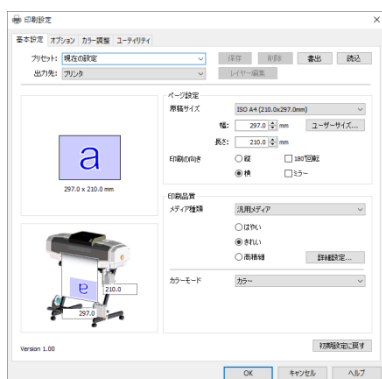 印刷設定
基本設定 オプション カラー調整 ユーティリティ
プリセット: 現在の設定 保存 削除 書出 読込
出力先: プリンタ レイヤー編集
ページ設定
原稿サイズ ISO A4 (210.0x297.0mm)
幅: 297.0 mm ユーザーサイズ...
長さ: 210.0 mm
印刷の向き 縦 180°回転
横 ミラー
a
297.0 x 210.0 mm
印刷品質
メディア種類 汎用メディア
はやい
きれい
高精細 詳細設定...
カラーモード カラー
a
210.0
297.0
Version 1.00 初期設定に戻す
OK キャンセル ヘルプ